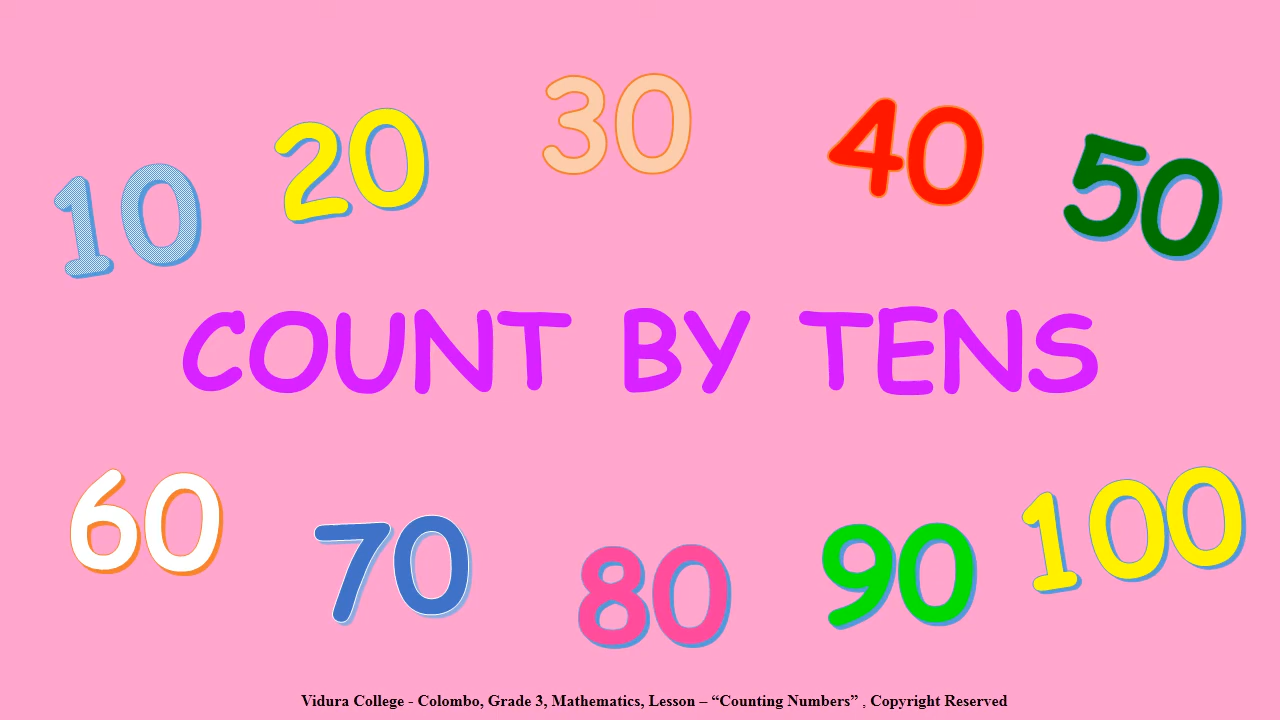 10 20 30 40 50
COUNT BY TENS
60 70 80 90 100
Vidura College - Colombo, Grade 3, Mathematics, Lesson – “Counting Numbers” , Copyright Reserved